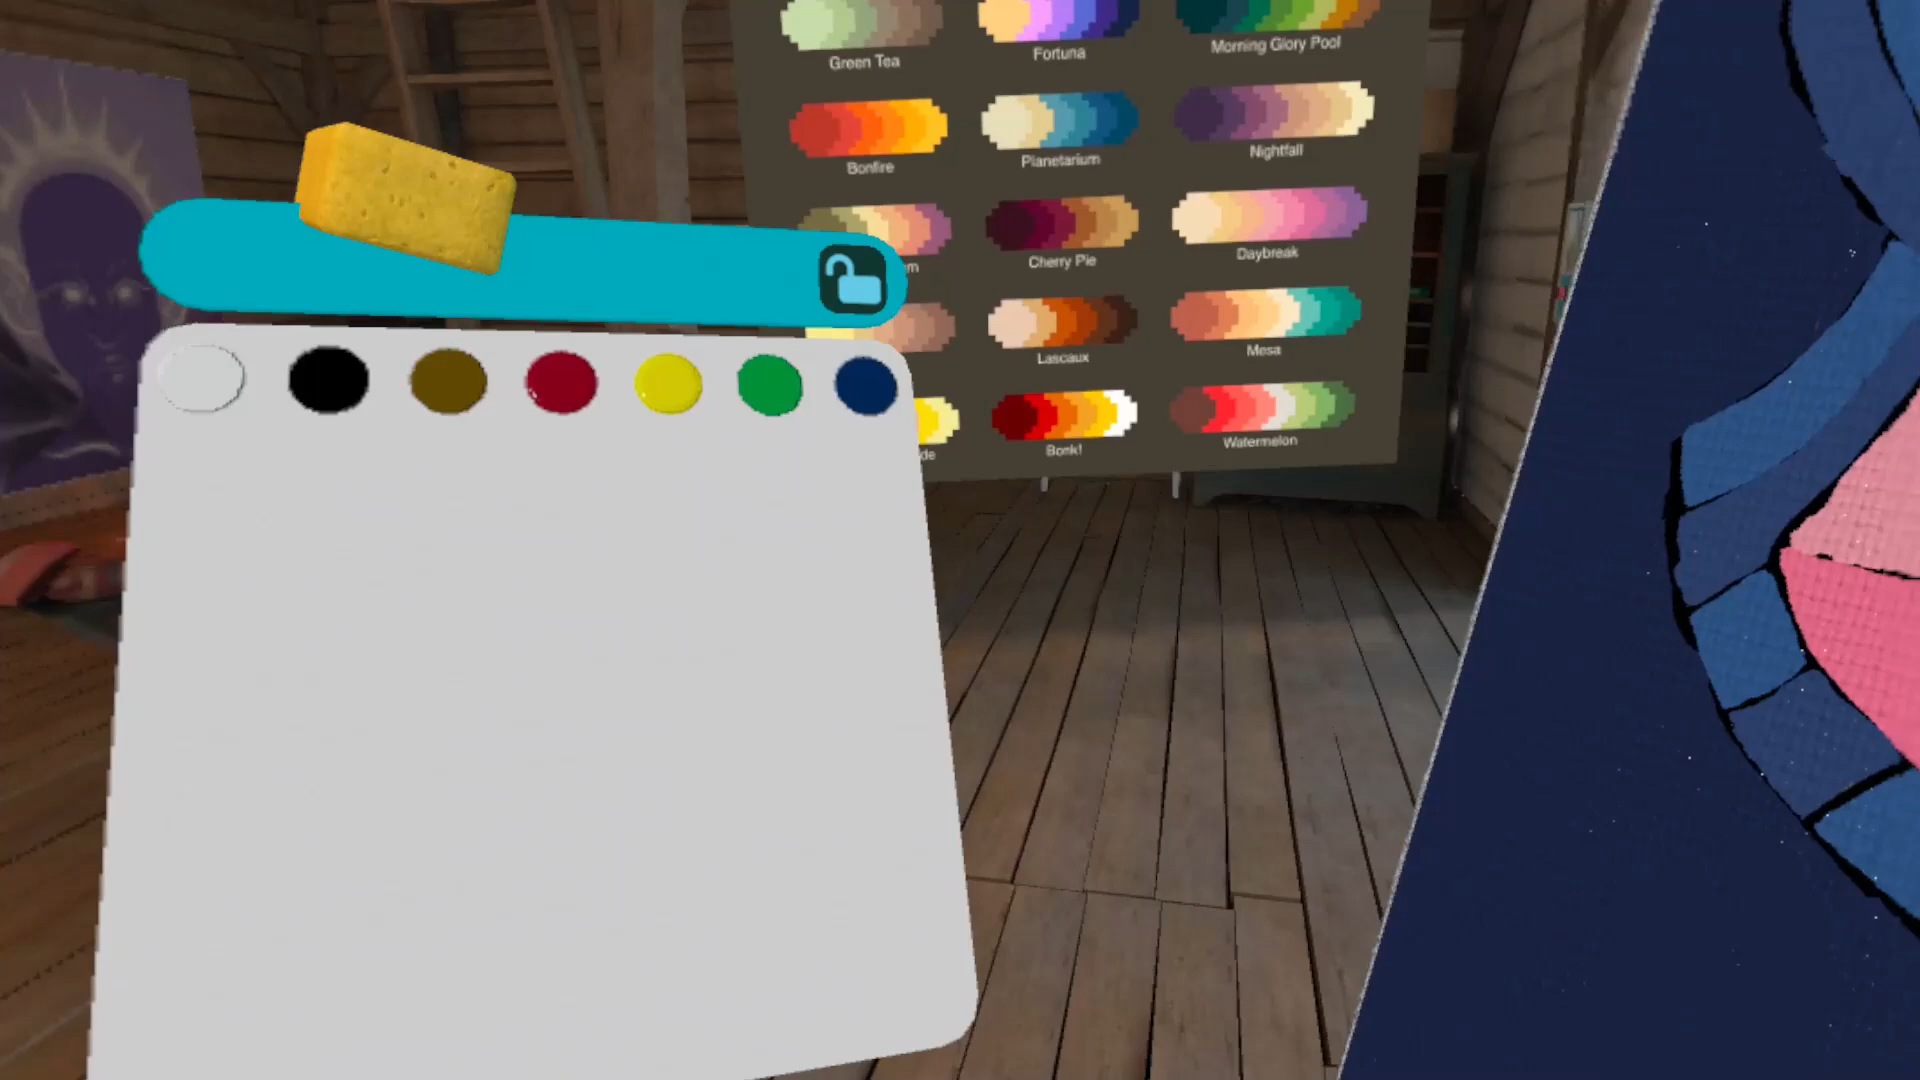 Green Tea
Fortuna
Morning Glory Pool
Bonfire
Planetarium
Nightfall
Cherry Pie
Daybreak
Lascaux
Mesa
Bonk!
Watermelon